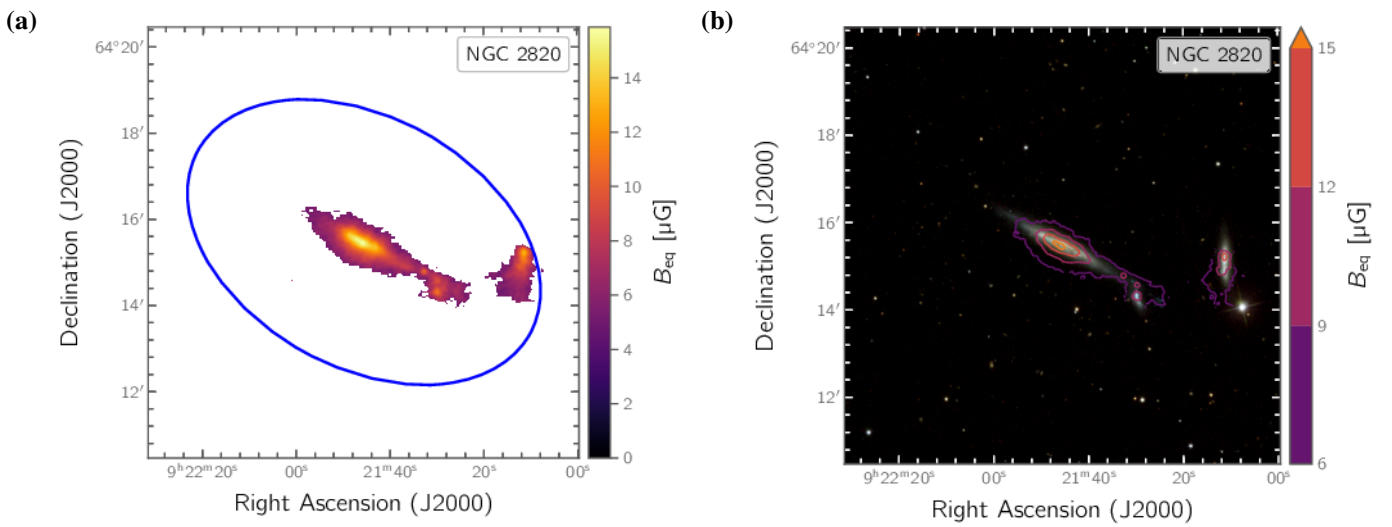 (a)
NGC 2820
64°20′
18′
16′
14′
12′
Declination (J2000)
9ʰ22ᵐ20ˢ
00ˢ
21ᵐ40ˢ
20ˢ
00ˢ
Right Ascension (J2000)
14
12
10
8
6
4
2
0
B_eq [µG]
(b)
NGC 2820
64°20′
18′
16′
14′
12′
Declination (J2000)
9ʰ22ᵐ20ˢ
00ˢ
21ᵐ40ˢ
20ˢ
00ˢ
Right Ascension (J2000)
15
12
9
6
B_eq [µG]